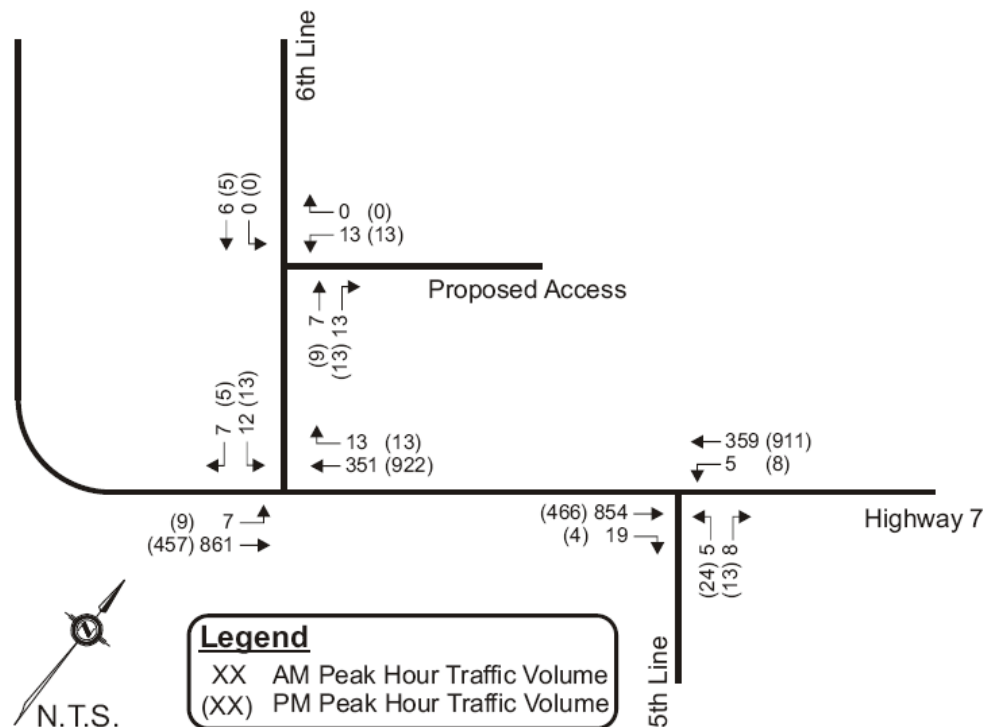 6th Line
6 (5)
0 (0)
0 (0)
13 (13)
Proposed Access
(9) 7
(13) 13
7 (5)
12 (13)
13 (13)
351 (922)
359 (911)
5 (8)
(9) 7
(457) 861
(466) 854
(4) 19
Highway 7
(24) 5
(13) 8
5th Line
Legend
XX AM Peak Hour Traffic Volume
(XX) PM Peak Hour Traffic Volume
N.T.S.